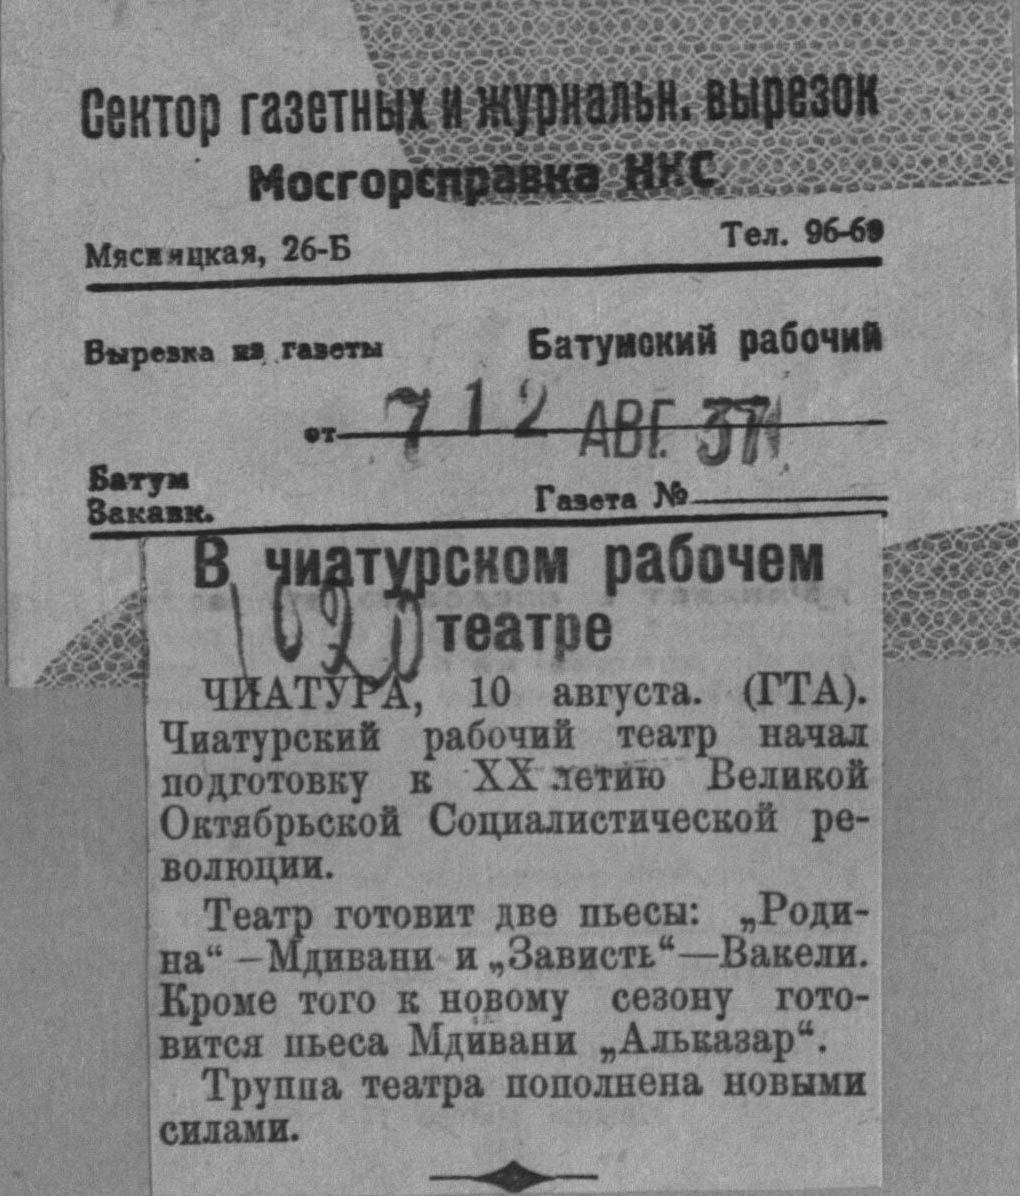 Сектор газетных и журнальн. вырезок
Мосгорсправка НКС
Мясницкая, 26-Б Тел. 96-69
Вырезка из газеты Батумский рабочий
от 7 12 АВГ. 37
Батум
Закавк. Газета №
В чиатурском рабочем
театре
ЧИАТУРА, 10 августа. (ГТА).
Чиатурский рабочий театр начал
подготовку к XX летию Великой
Октябрьской Социалистической ре-
волюции.
Театр готовит две пьесы: „Роди-
на“ —Мдивани и „Зависть“—Вакели.
Кроме того к новому сезону гото-
вится пьеса Мдивани „Альказар“.
Труппа театра пополнена новыми
силами.